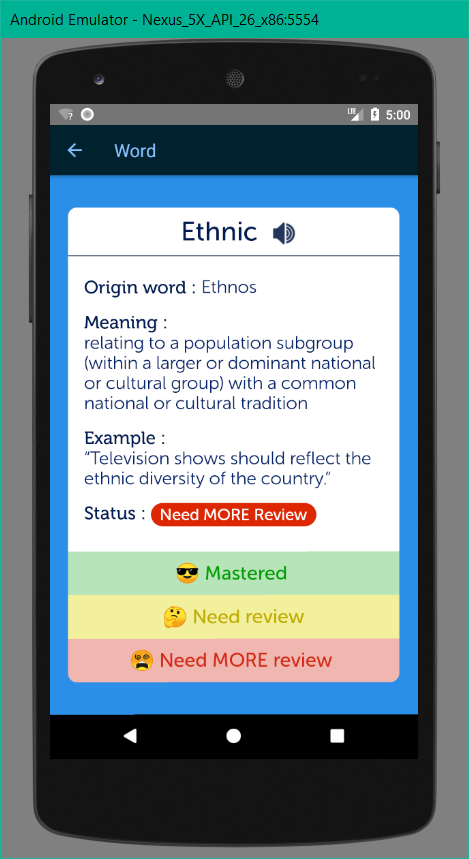 Android Emulator - Nexus_5X_API_26_x86:5554
LTE 5:00
Word
Ethnic
Origin word : Ethnos
Meaning :
relating to a population subgroup
(within a larger or dominant national
or cultural group) with a common
national or cultural tradition
Example :
“Television shows should reflect the
ethnic diversity of the country.”
Status : Need MORE Review
😎 Mastered
🤔 Need review
😵 Need MORE review